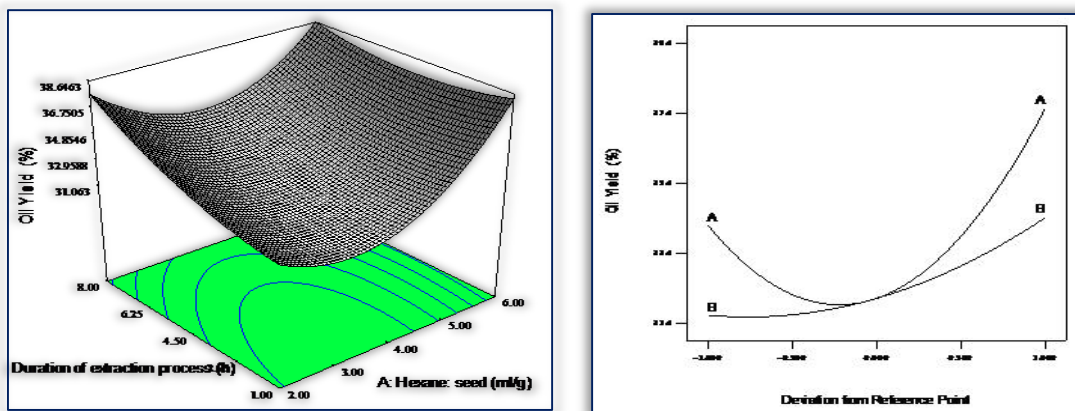 38.6463
36.7505
34.8546
32.9588
31.063
Oil Yield (%)
8.00
6.25
4.50
1.00
Duration of extraction process (h)
2.00
3.00
4.00
5.00
6.00
A: Hexane: seed (ml/g)
Oil Yield (%)
A
A
B
B
0.000
Deviation from Reference Point